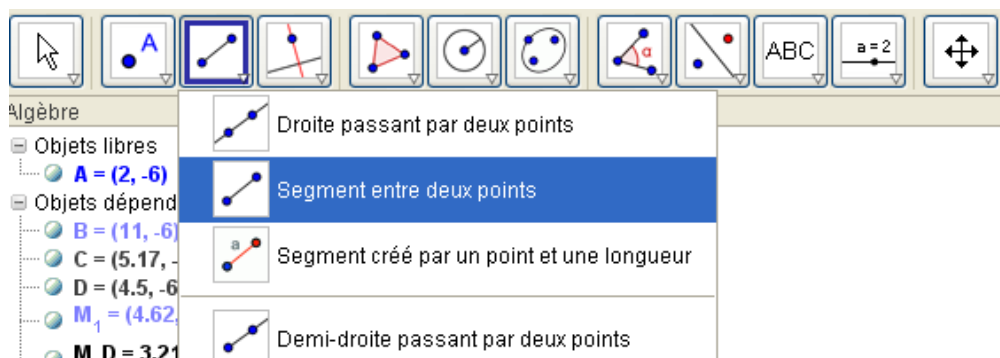 A
α
ABC
a = 2
Algèbre
Objets libres
A = (2, -6)
Objets dépend
B = (11, -6)
C = (5.17, -
D = (4.5, -6
M₁ = (4.62,
M D = 3.21
Droite passant par deux points
Segment entre deux points
a
Segment créé par un point et une longueur
Demi-droite passant par deux points